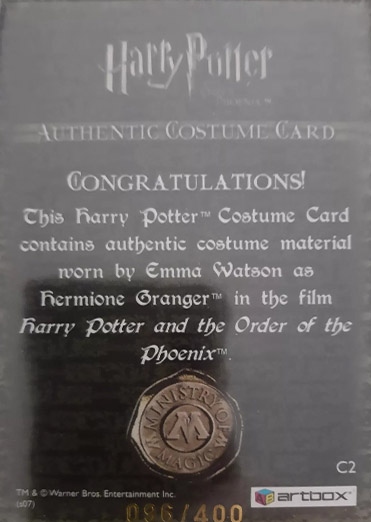 Harry Potter
AUTHENTIC COSTUME CARD
CONGRATULATIONS!
This Harry Potter™ Costume Card
contains authentic costume material
worn by Emma Watson as
Hermione Granger™ in the film
Harry Potter and the Order of the
Phoenix™.
MINISTRY OF
MAGIC
M
C2
TM & © Warner Bros. Entertainment Inc.
(s07)
artbox™
096/400